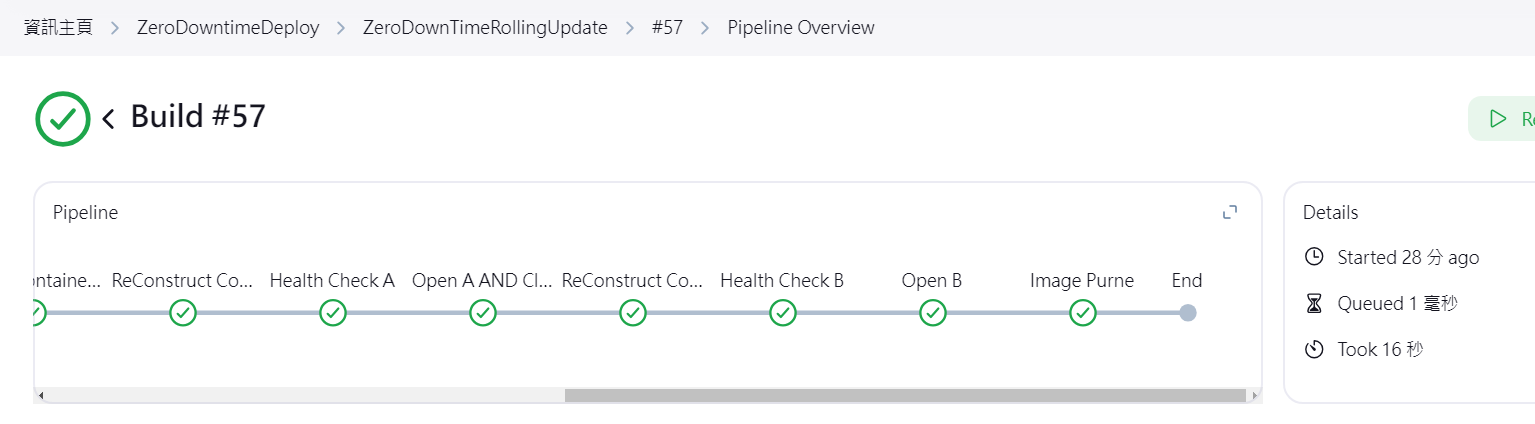 資訊主頁 > ZeroDowntimeDeploy > ZeroDownTimeRollingUpdate > #57 > Pipeline Overview
Build #57
Pipeline
ontaine... ReConstruct Co... Health Check A Open A AND Cl... ReConstruct Co... Health Check B Open B Image Purne End
Details
Started 28 分 ago
Queued 1 毫秒
Took 16 秒